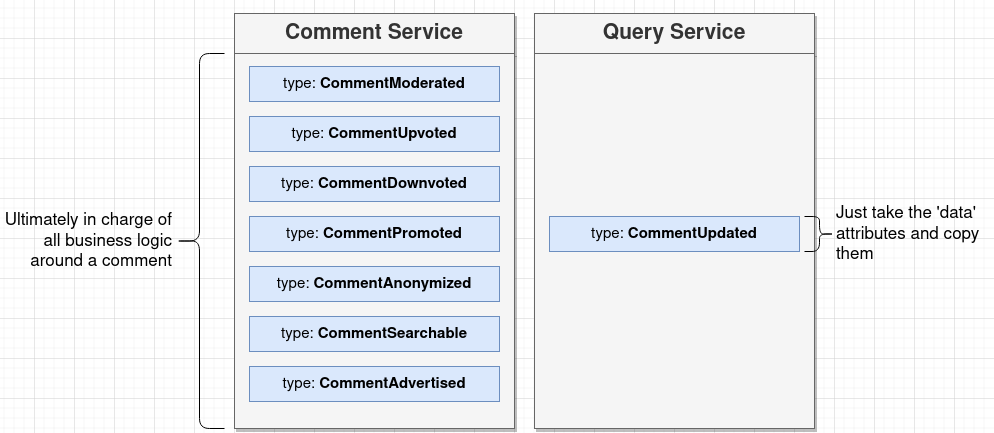 Comment Service
type: CommentModerated
type: CommentUpvoted
type: CommentDownvoted
type: CommentPromoted
type: CommentAnonymized
type: CommentSearchable
type: CommentAdvertised
Ultimately in charge of
all business logic
around a comment
Query Service
type: CommentUpdated
Just take the 'data'
attributes and copy
them